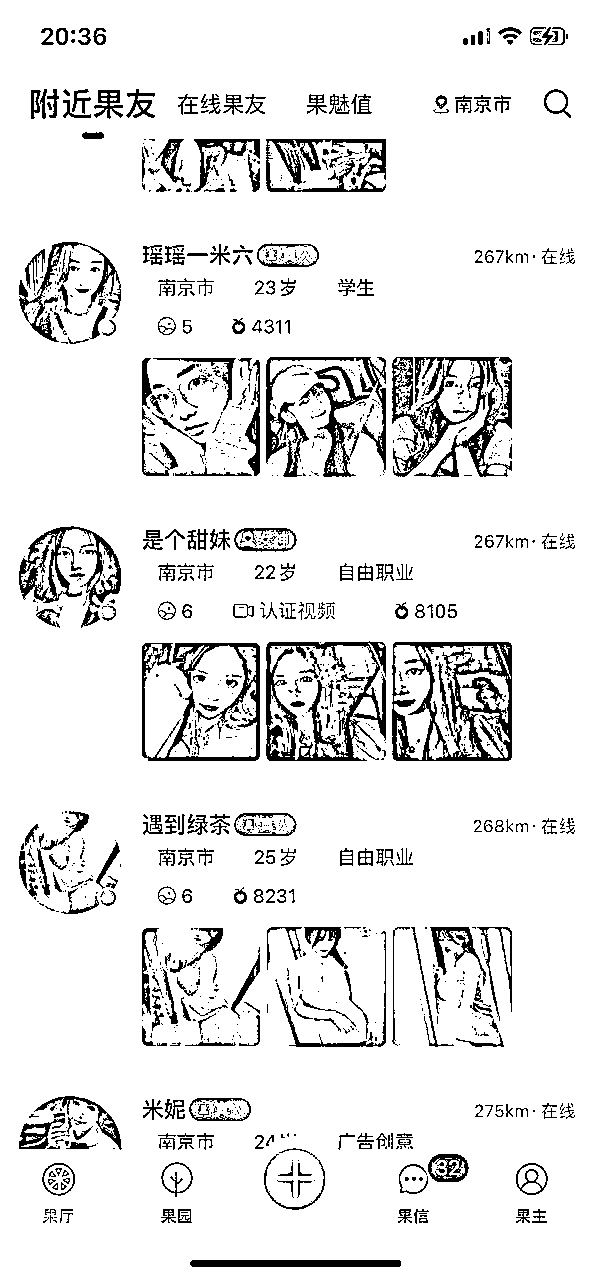 20:36
附近果友 在线果友 果魅值 南京市
瑶瑶一米六 267km·在线
南京市 23岁 学生
5 4311
是个甜妹 267km·在线
南京市 22岁 自由职业
6 认证视频 8105
遇到绿茶 268km·在线
南京市 25岁 自由职业
6 8231
米妮 275km·在线
南京市 24岁 广告创意
32
果厅 果园 果信 果主